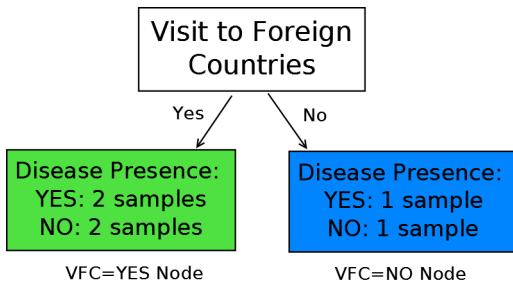 Visit to Foreign
Countries
Yes
No
Disease Presence:
YES: 2 samples
NO: 2 samples
Disease Presence:
YES: 1 sample
NO: 1 sample
VFC=YES Node
VFC=NO Node